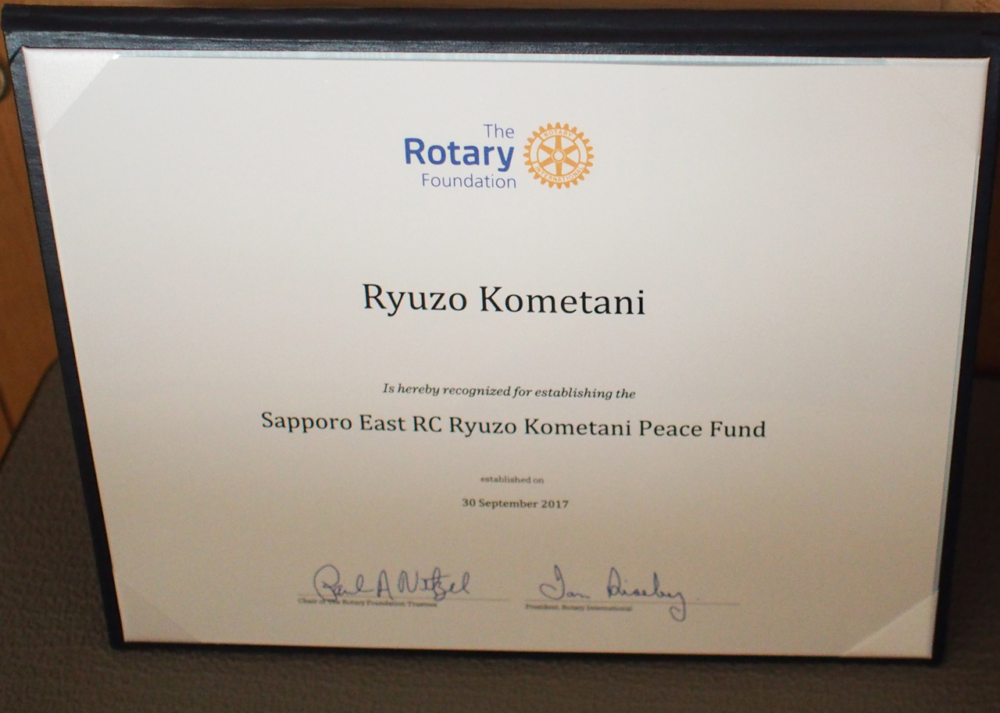 The
Rotary
Foundation
ROTARY
INTERNATIONAL
Ryuzo Kometani
Is hereby recognized for establishing the
Sapporo East RC Ryuzo Kometani Peace Fund
established on
30 September 2017
Paul A Netzel
Ian Riseley
Chair of The Rotary Foundation Trustees
President, Rotary International